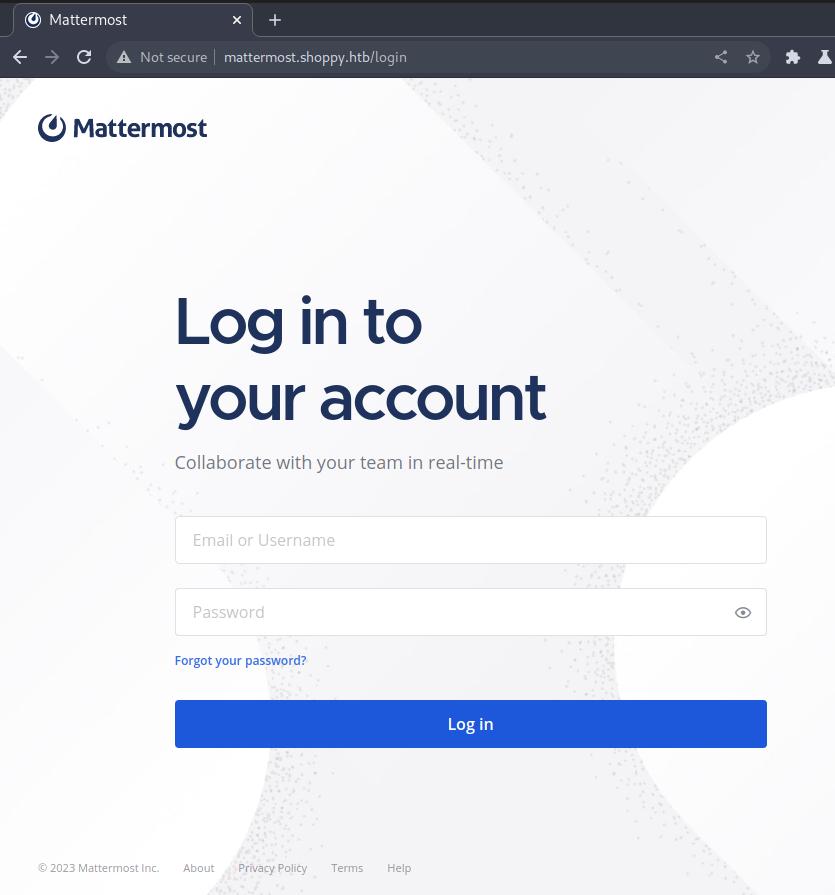 Mattermost
Not secure mattermost.shoppy.htb/login
Mattermost
Log in to
your account
Collaborate with your team in real-time
Email or Username
Password
Forgot your password?
Log in
© 2023 Mattermost Inc. About Privacy Policy Terms Help